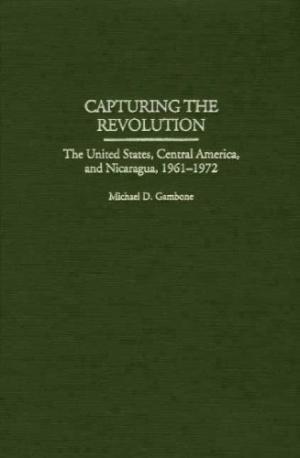 CAPTURING THE
REVOLUTION
The United States, Central America,
and Nicaragua, 1961–1972
Michael D. Gambone